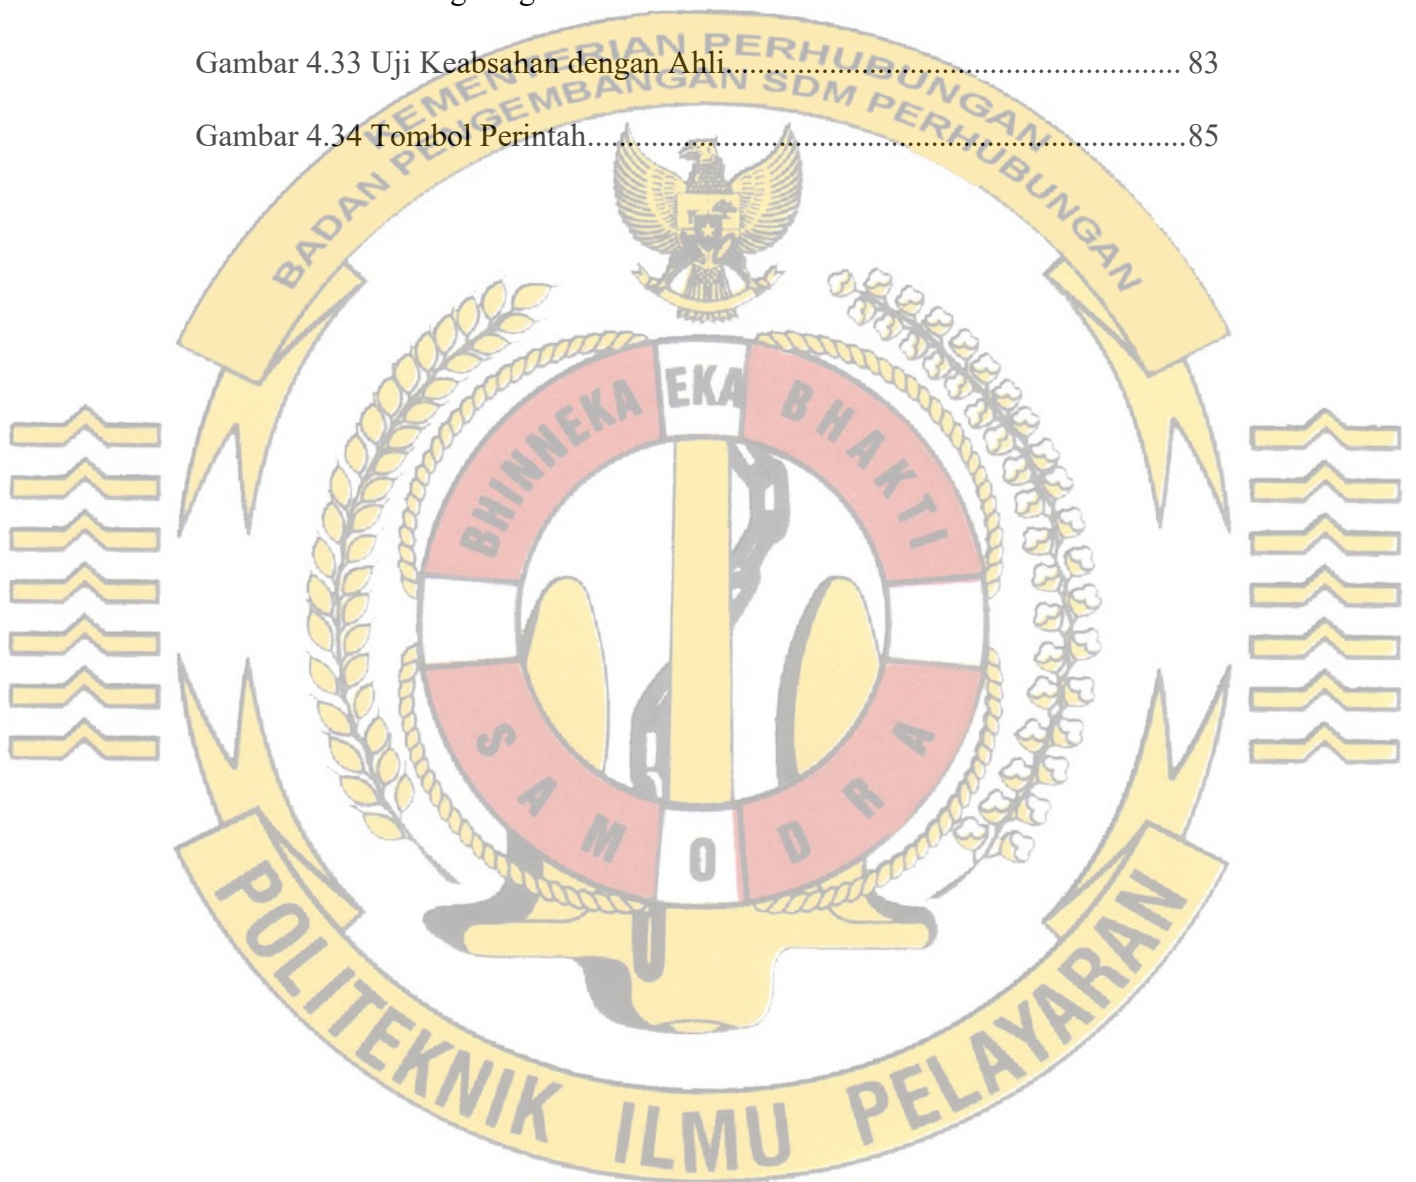 Gambar 4.33 Uji Keabsahan dengan Ahli.................................................... 83
Gambar 4.34 Tombol Perintah....................................................................85
KEMENTERIAN PERHUBUNGAN
BADAN PENGEMBANGAN SDM PERHUBUNGAN
BHINNEKA EKA BHAKTI
SAMODRA
POLITEKNIK ILMU PELAYARAN